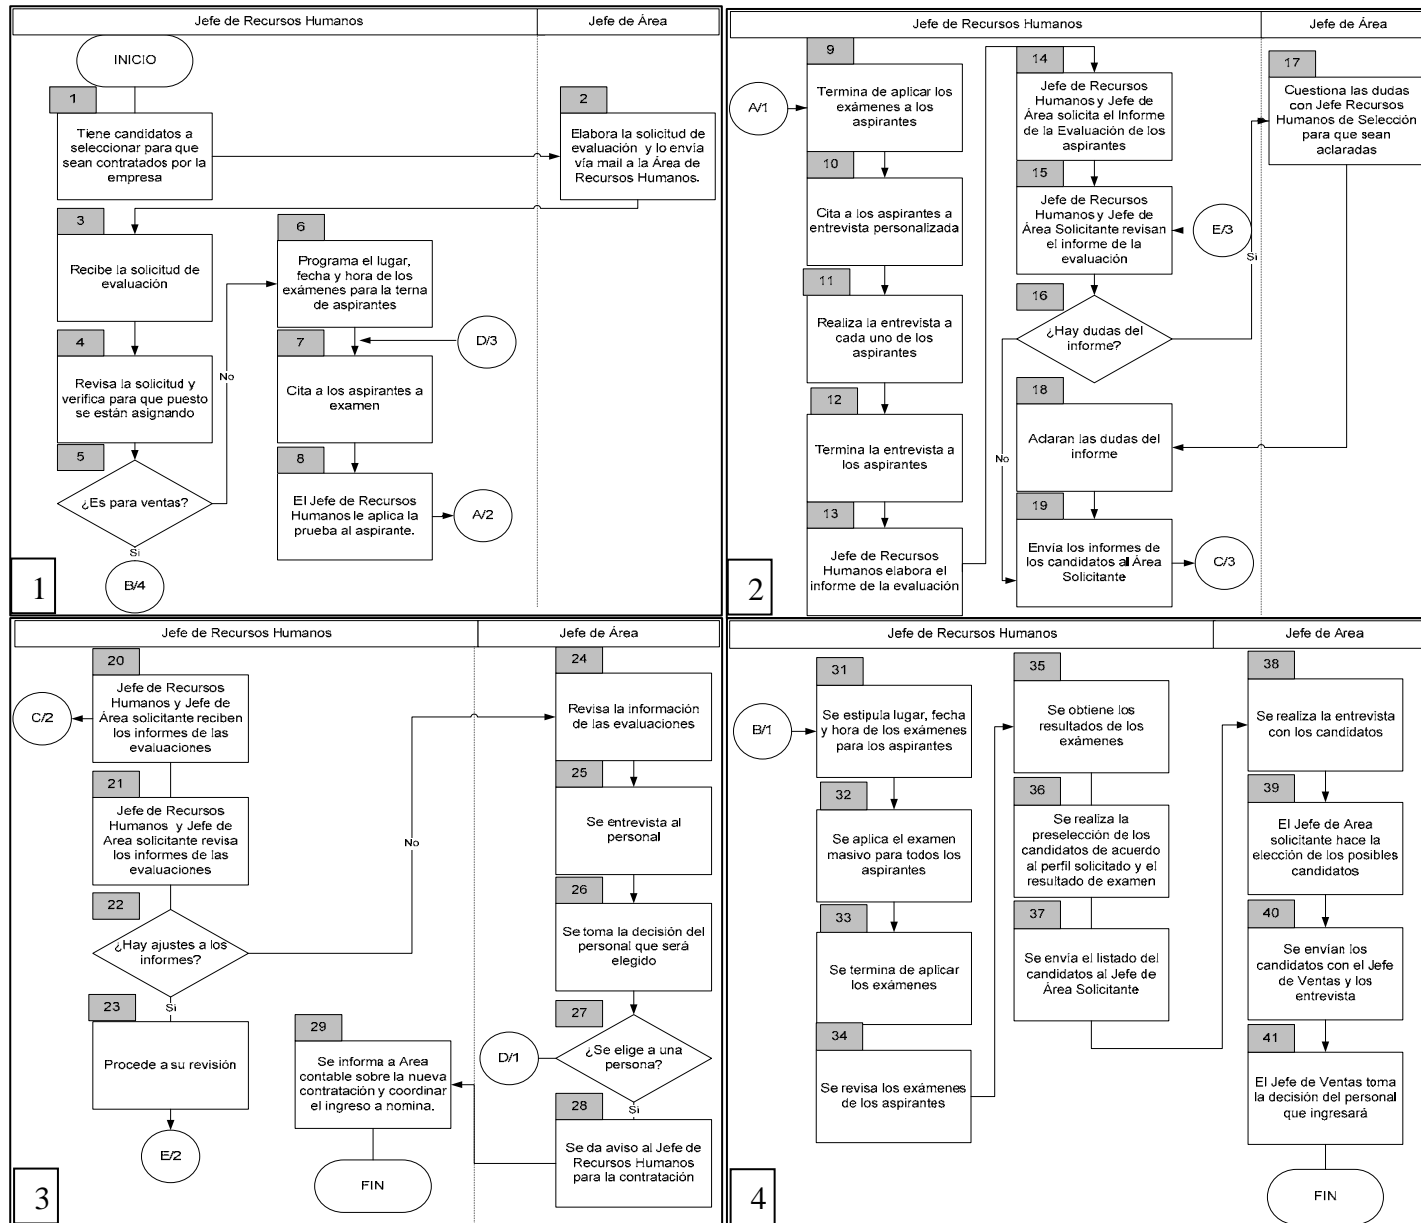 Jefe de Recursos Humanos
Jefe de Área
INICIO
1
Tiene candidatos a
seleccionar para que
sean contratados por la
empresa
2
Elabora la solicitud de
evaluación y lo envía
vía mail a la Área de
Recursos Humanos.
3
Recibe la solicitud de
evaluación
4
Revisa la solicitud y
verifica para que puesto
se están asignando
5
¿Es para ventas?
No
Si
B/4
6
Programa el lugar,
fecha y hora de los
exámenes para la terna
de aspirantes
D/3
7
Cita a los aspirantes a
examen
8
El Jefe de Recursos
Humanos le aplica la
prueba al aspirante.
A/2
1
Jefe de Recursos Humanos
Jefe de Área
A/1
9
Termina de aplicar los
exámenes a los
aspirantes
10
Cita a los aspirantes a
entrevista personalizada
11
Realiza la entrevista a
cada uno de los
aspirantes
12
Termina la entrevista a
los aspirantes
13
Jefe de Recursos
Humanos elabora el
informe de la evaluación
14
Jefe de Recursos
Humanos y Jefe de
Área solicita el Informe
de la Evaluación de los
aspirantes
15
Jefe de Recursos
Humanos y Jefe de
Área Solicitante revisan
el informe de la
evaluación
E/3
16
¿Hay dudas del
informe?
Si
No
17
Cuestiona las dudas
con Jefe Recursos
Humanos de Selección
para que sean
aclaradas
18
Aclaran las dudas del
informe
19
Envía los informes de
los candidatos al Área
Solicitante
C/3
2
Jefe de Recursos Humanos
Jefe de Área
20
Jefe de Recursos
Humanos y Jefe de
Área solicitante reciben
los informes de las
evaluaciones
C/2
21
Jefe de Recursos
Humanos y Jefe de
Area solicitante revisa
los informes de las
evaluaciones
22
¿Hay ajustes a los
informes?
No
Si
23
Procede a su revisión
E/2
24
Revisa la información
de las evaluaciones
25
Se entrevista al
personal
26
Se toma la decisión del
personal que será
elegido
27
¿Se elige a una
persona?
D/1
Si
28
Se da aviso al Jefe de
Recursos Humanos
para la contratación
29
Se informa a Area
contable sobre la nueva
contratación y coordinar
el ingreso a nomina.
FIN
3
Jefe de Recursos Humanos
Jefe de Area
B/1
31
Se estipula lugar, fecha
y hora de los exámenes
para los aspirantes
32
Se aplica el examen
masivo para todos los
aspirantes
33
Se termina de aplicar
los exámenes
34
Se revisa los exámenes
de los aspirantes
35
Se obtiene los
resultados de los
exámenes
36
Se realiza la
preselección de los
candidatos de acuerdo
al perfil solicitado y el
resultado de examen
37
Se envía el listado del
candidatos al Jefe de
Área Solicitante
38
Se realiza la entrevista
con los candidatos
39
El Jefe de Area
solicitante hace la
elección de los posibles
candidatos
40
Se envían los
candidatos con el Jefe
de Ventas y los
entrevista
41
El Jefe de Ventas toma
la decisión del personal
que ingresará
FIN
4